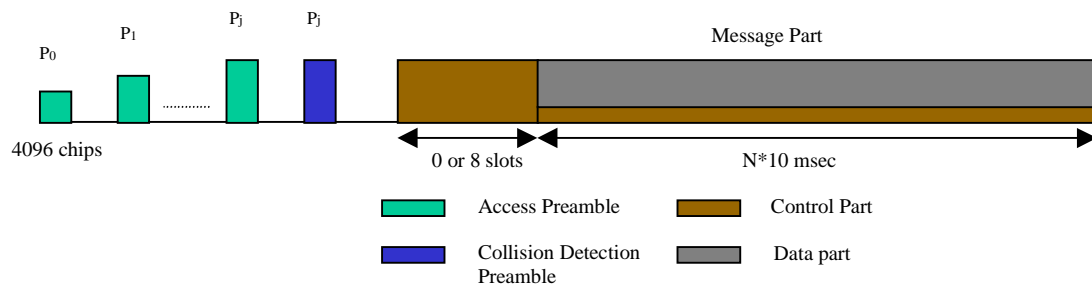 P0
P1
Pj
Pj
Message Part
4096 chips
0 or 8 slots
N*10 msec
Access Preamble
Control Part
Collision Detection
Preamble
Data part